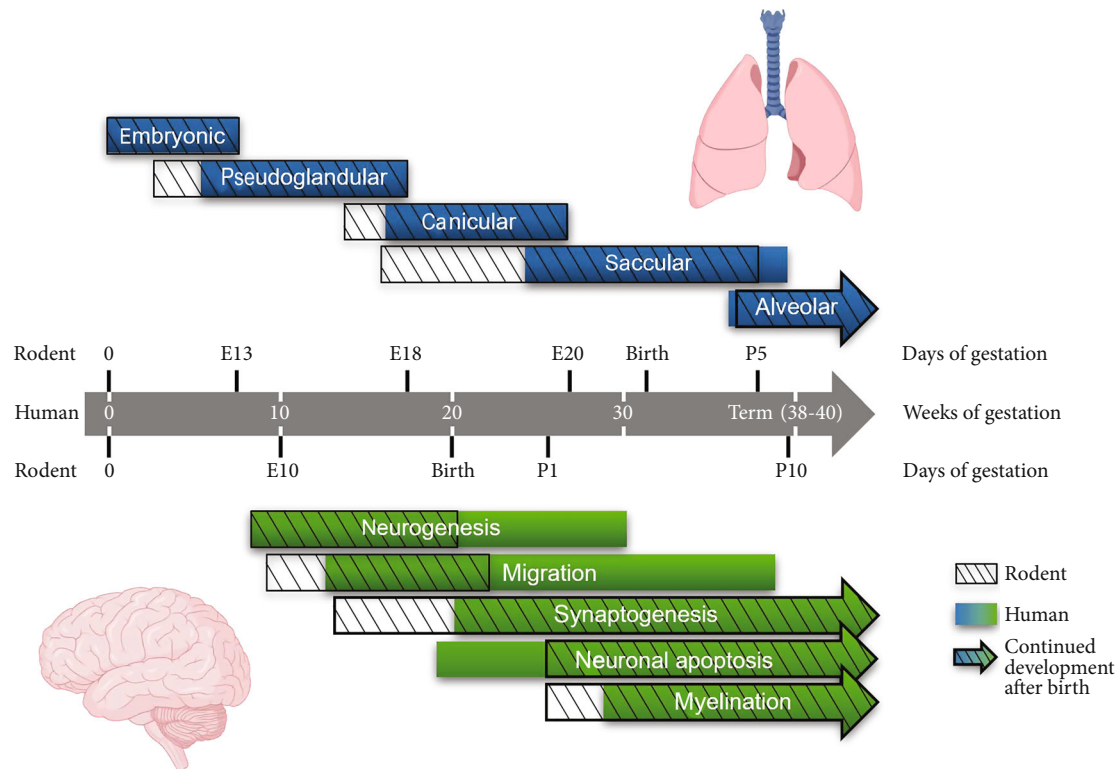 Embryonic
Pseudoglandular
Canicular
Saccular
Alveolar
Rodent 0 E13 E18 E20 Birth P5 Days of gestation
Human 0 10 20 30 Term (38-40) Weeks of gestation
Rodent 0 E10 Birth P1 P10 Days of gestation
Neurogenesis
Migration
Synaptogenesis
Neuronal apoptosis
Myelination
Rodent
Human
Continued
development
after birth